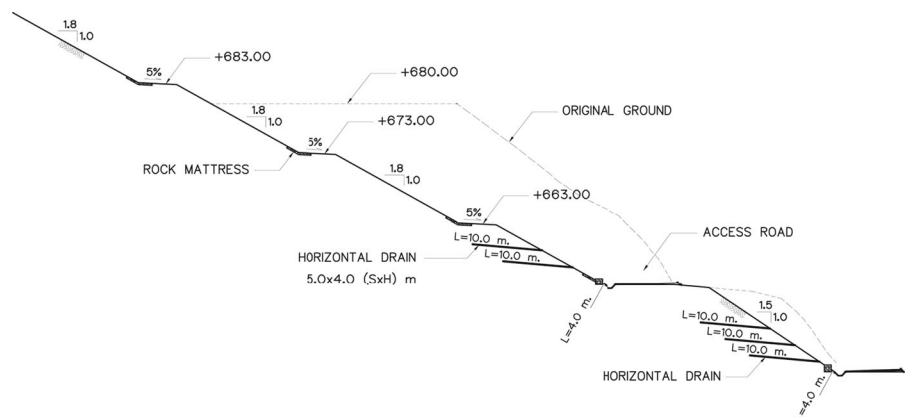 1.8
1.0
5%
+683.00
+680.00
1.8
1.0
ORIGINAL GROUND
5%
+673.00
ROCK MATTRESS
1.8
1.0
5%
+663.00
ACCESS ROAD
L=10.0 m.
HORIZONTAL DRAIN
L=10.0 m.
5.0x4.0 (SxH) m
L=4.0 m.
1.5
1.0
L=10.0 m.
L=10.0 m.
L=10.0 m.
HORIZONTAL DRAIN
=4.0 m.